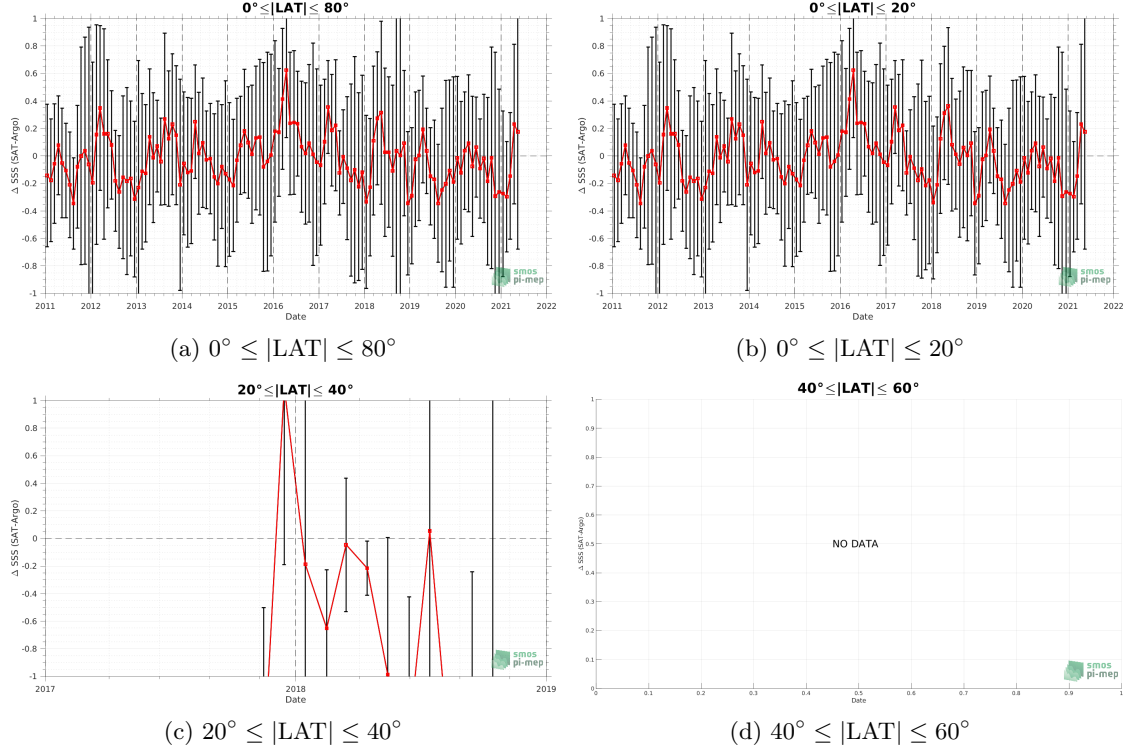 0°≤|LAT|≤ 80°
Δ SSS (SAT-Argo)
1
0.8
0.6
0.4
0.2
0
-0.2
-0.4
-0.6
-0.8
-1
2011 2012 2013 2014 2015 2016 2017 2018 2019 2020 2021 2022
Date
smos
pi-mep
(a) 0° ≤ |LAT| ≤ 80°
0°≤|LAT|≤ 20°
Δ SSS (SAT-Argo)
1
0.8
0.6
0.4
0.2
0
-0.2
-0.4
-0.6
-0.8
-1
2011 2012 2013 2014 2015 2016 2017 2018 2019 2020 2021 2022
Date
smos
pi-mep
(b) 0° ≤ |LAT| ≤ 20°
20°≤|LAT|≤ 40°
Δ SSS (SAT-Argo)
1
0.8
0.6
0.4
0.2
0
-0.2
-0.4
-0.6
-0.8
-1
2017 2018 2019
Date
smos
pi-mep
(c) 20° ≤ |LAT| ≤ 40°
40°≤|LAT|≤ 60°
Δ SSS (SAT-Argo)
1
0.9
0.8
0.7
0.6
0.5
0.4
0.3
0.2
0.1
0
NO DATA
0 0.1 0.2 0.3 0.4 0.5 0.6 0.7 0.8 0.9 1
Date
smos
pi-mep
(d) 40° ≤ |LAT| ≤ 60°